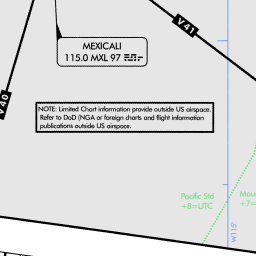 V41
MEXICALI
115.0 MXL 97
V40
NOTE: Limited Chart information provide outside US airspace.
Refer to DoD (NGA or foreign charts and flight information
publications outside US airspace.
Pacific Std
+8=UTC
Mou
+7=
W115°